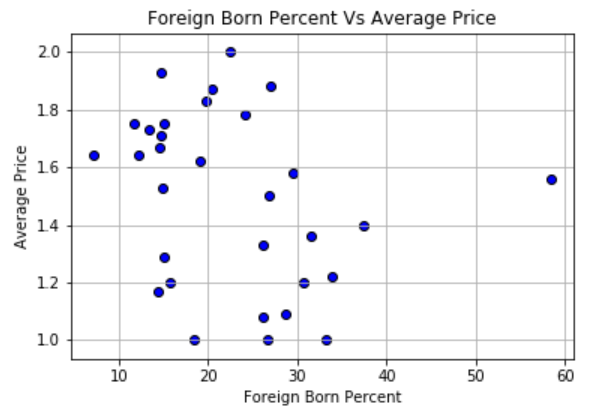 Foreign Born Percent Vs Average Price
Average Price
2.0
1.8
1.6
1.4
1.2
1.0
10 20 30 40 50 60
Foreign Born Percent